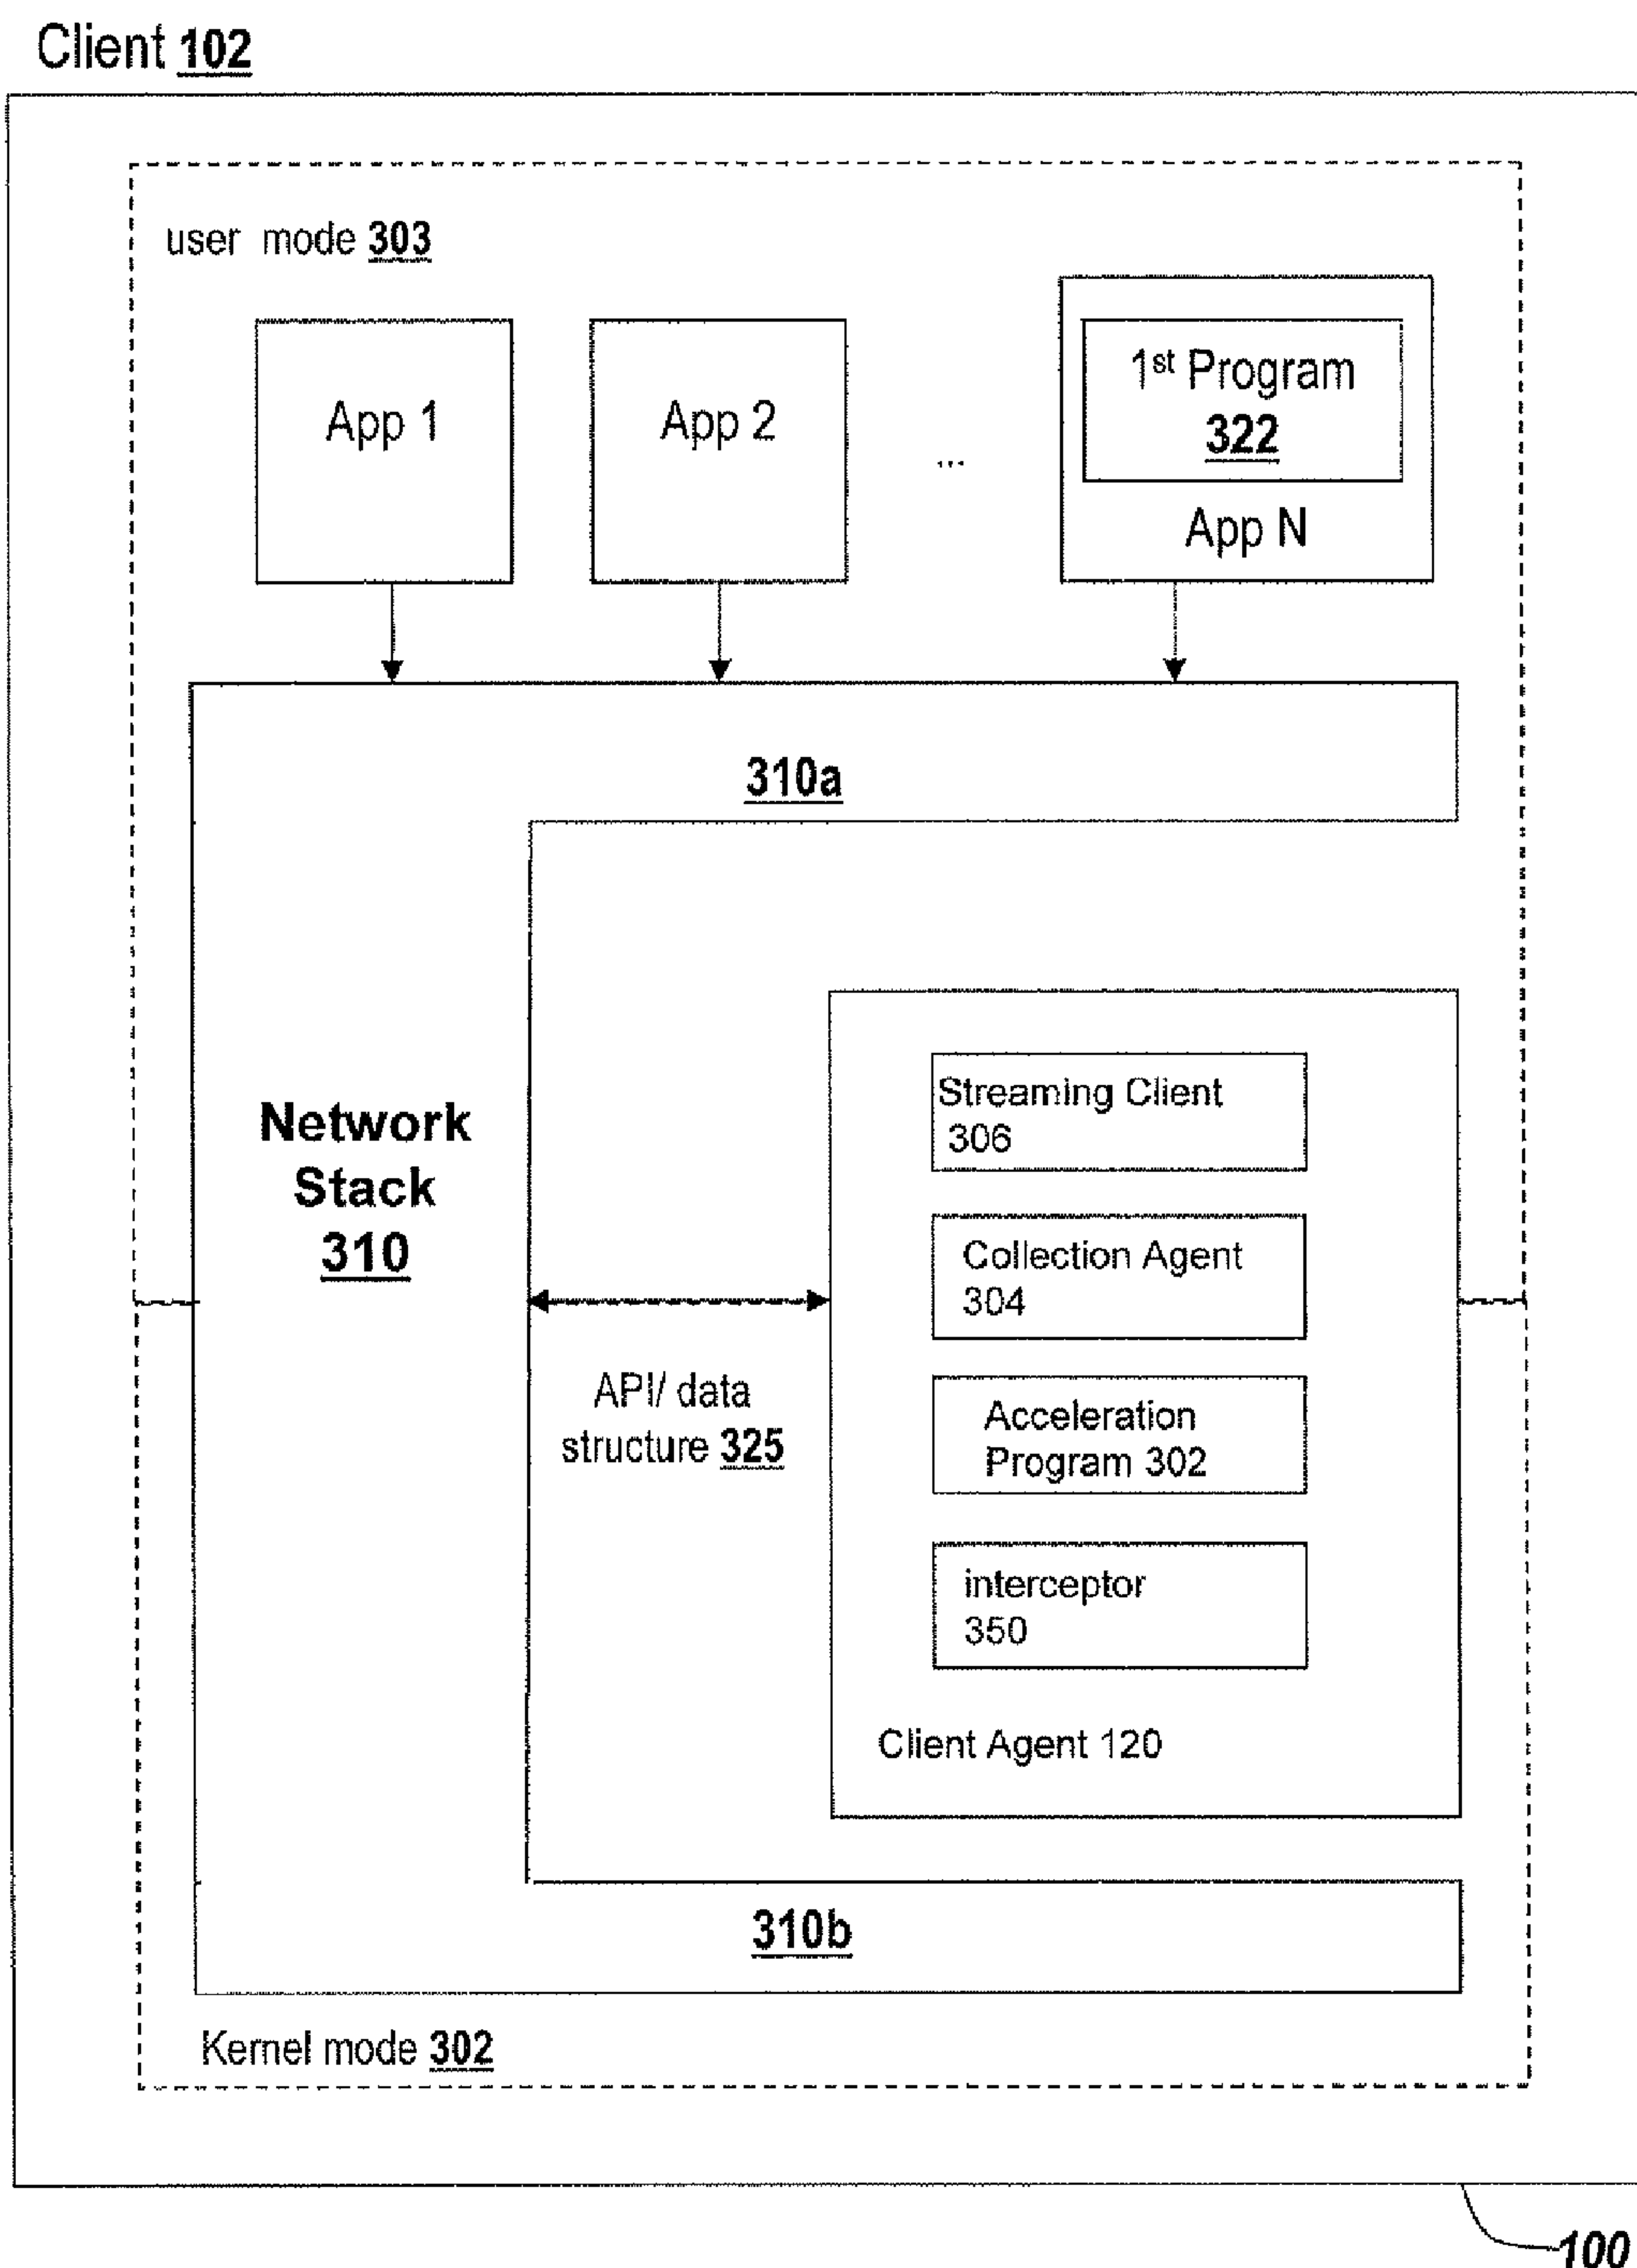 Client 102
user mode 303
App 1
App 2
...
1st Program
322
App N
310a
Network
Stack
310
Streaming Client
306
Collection Agent
304
API/ data
structure 325
Acceleration
Program 302
interceptor
350
Client Agent 120
310b
Kernel mode 302
100